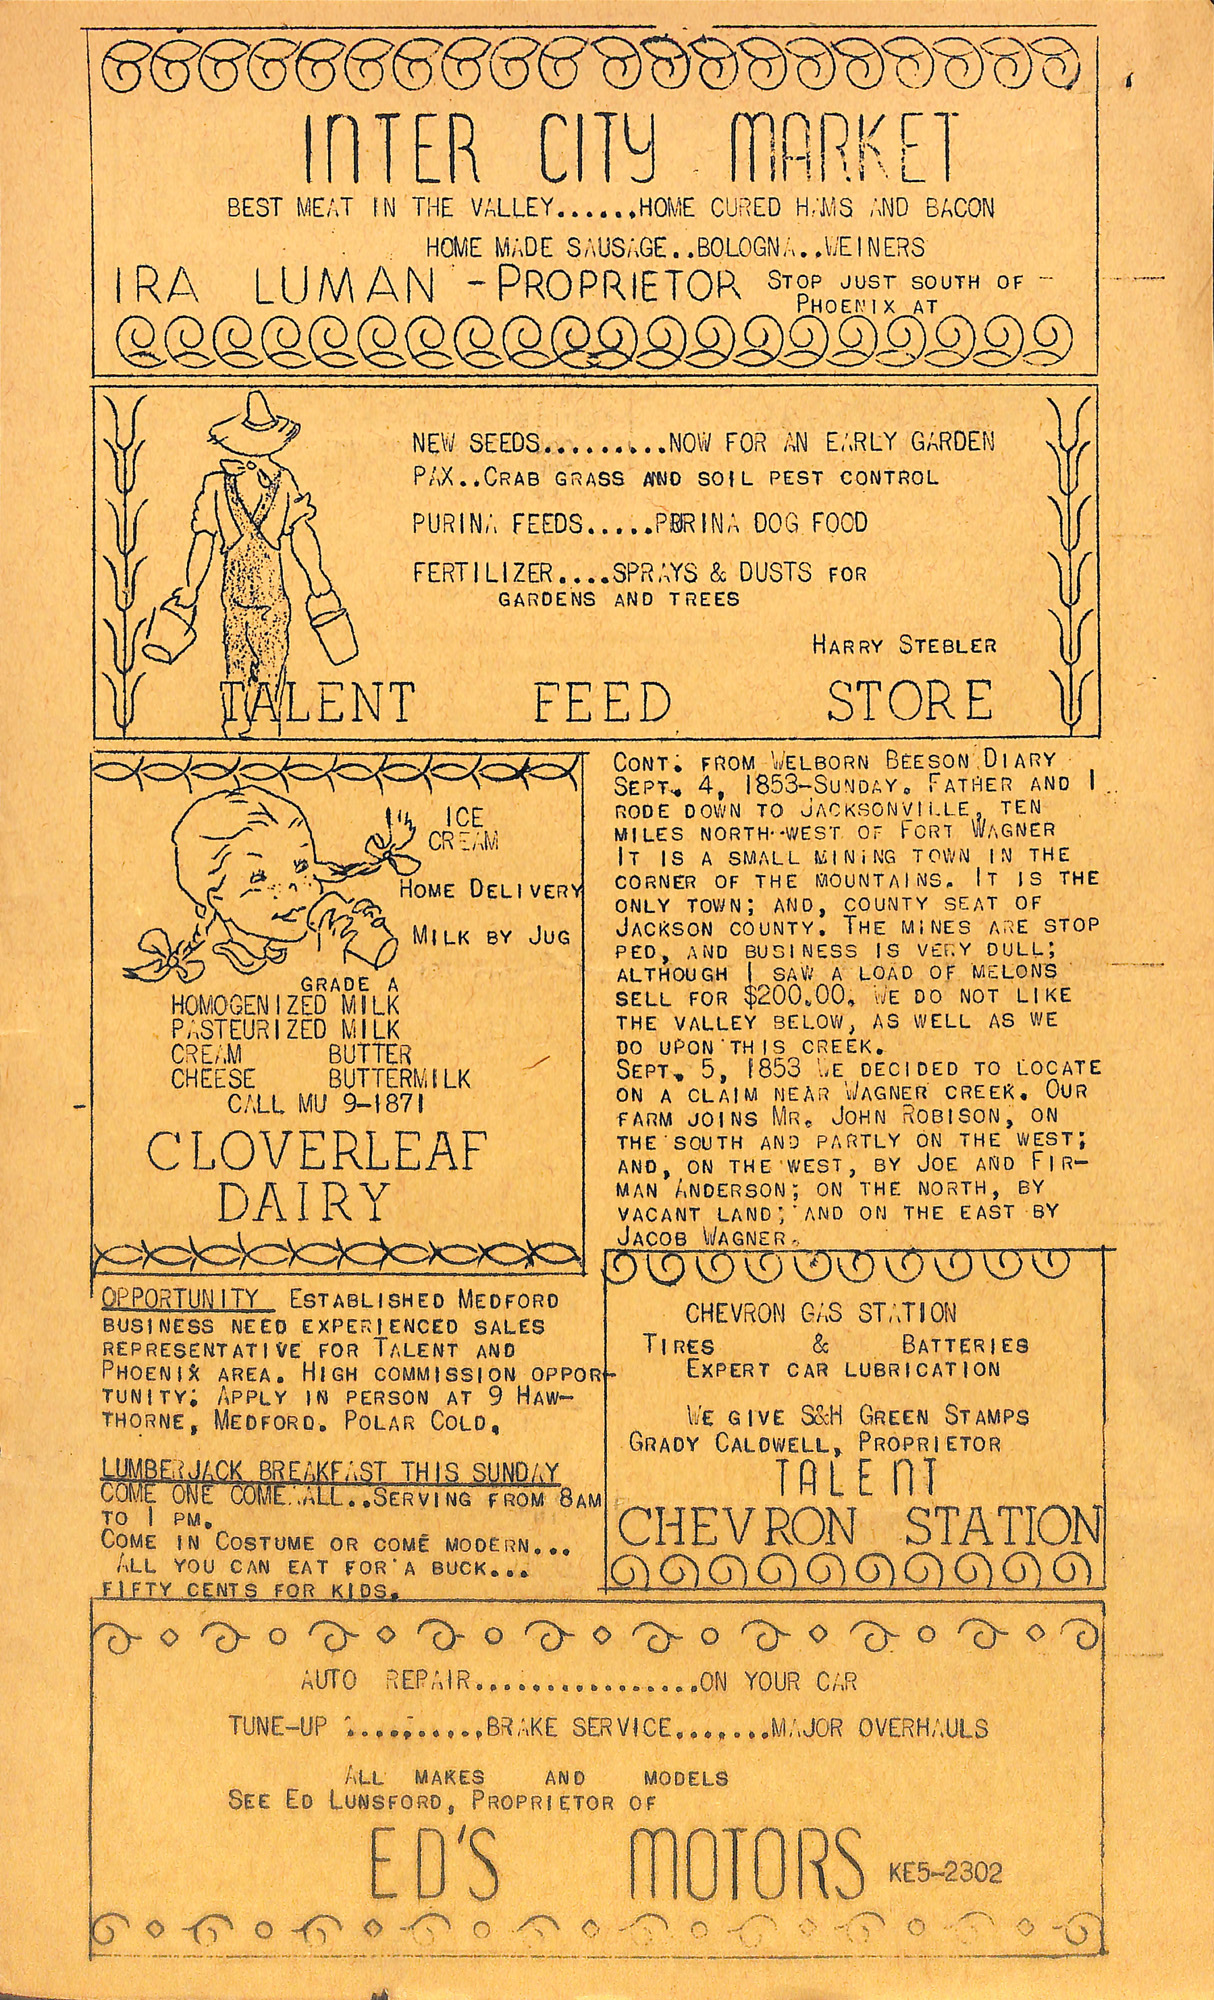 INTER CITY MARKET
BEST MEAT IN THE VALLEY......HOME CURED HAMS AND BACON
HOME MADE SAUSAGE..BOLOGNA..WEINERS
IRA LUMAN - PROPRIETOR STOP JUST SOUTH OF
PHOENIX AT
NEW SEEDS.........NOW FOR AN EARLY GARDEN
PAX..CRAB GRASS AND SOIL PEST CONTROL
PURINA FEEDS.....PURINA DOG FOOD
FERTILIZER....SPRAYS & DUSTS FOR
GARDENS AND TREES
HARRY STEBLER
TALENT FEED STORE
ICE
CREAM
HOME DELIVERY
MILK BY JUG
GRADE A
HOMOGENIZED MILK
PASTEURIZED MILK
CREAM BUTTER
CHEESE BUTTERMILK
CALL MU 9-1871
CLOVERLEAF
DAIRY
CONT. FROM WELBORN BEESON DIARY
SEPT. 4, 1853-SUNDAY. FATHER AND I
RODE DOWN TO JACKSONVILLE, TEN
MILES NORTH-WEST OF FORT WAGNER
IT IS A SMALL MINING TOWN IN THE
CORNER OF THE MOUNTAINS. IT IS THE
ONLY TOWN; AND, COUNTY SEAT OF
JACKSON COUNTY. THE MINES ARE STOP
PED, AND BUSINESS IS VERY DULL;
ALTHOUGH I SAW A LOAD OF MELONS
SELL FOR $200.00. WE DO NOT LIKE
THE VALLEY BELOW, AS WELL AS WE
DO UPON THIS CREEK.
SEPT. 5, 1853 WE DECIDED TO LOCATE
ON A CLAIM NEAR WAGNER CREEK. OUR
FARM JOINS MR. JOHN ROBISON, ON
THE SOUTH AND PARTLY ON THE WEST;
AND, ON THE WEST, BY JOE AND FIR-
MAN ANDERSON; ON THE NORTH, BY
VACANT LAND; AND ON THE EAST BY
JACOB WAGNER.
OPPORTUNITY ESTABLISHED MEDFORD
BUSINESS NEED EXPERIENCED SALES
REPRESENTATIVE FOR TALENT AND
PHOENIX AREA. HIGH COMMISSION OPPOR-
TUNITY. APPLY IN PERSON AT 9 HAW-
THORNE, MEDFORD. POLAR COLD.
LUMBERJACK BREAKFAST THIS SUNDAY
COME ONE COME ALL..SERVING FROM 8AM
TO 1 PM.
COME IN COSTUME OR COME MODERN...
ALL YOU CAN EAT FOR A BUCK...
FIFTY CENTS FOR KIDS.
CHEVRON GAS STATION
TIRES & BATTERIES
EXPERT CAR LUBRICATION
WE GIVE S&H GREEN STAMPS
GRADY CALDWELL, PROPRIETOR
TALENT
CHEVRON STATION
AUTO REPAIR................ON YOUR CAR
TUNE-UP ..........BRAKE SERVICE.......MAJOR OVERHAULS
ALL MAKES AND MODELS
SEE ED LUNSFORD, PROPRIETOR OF
ED'S MOTORS KE5-2302